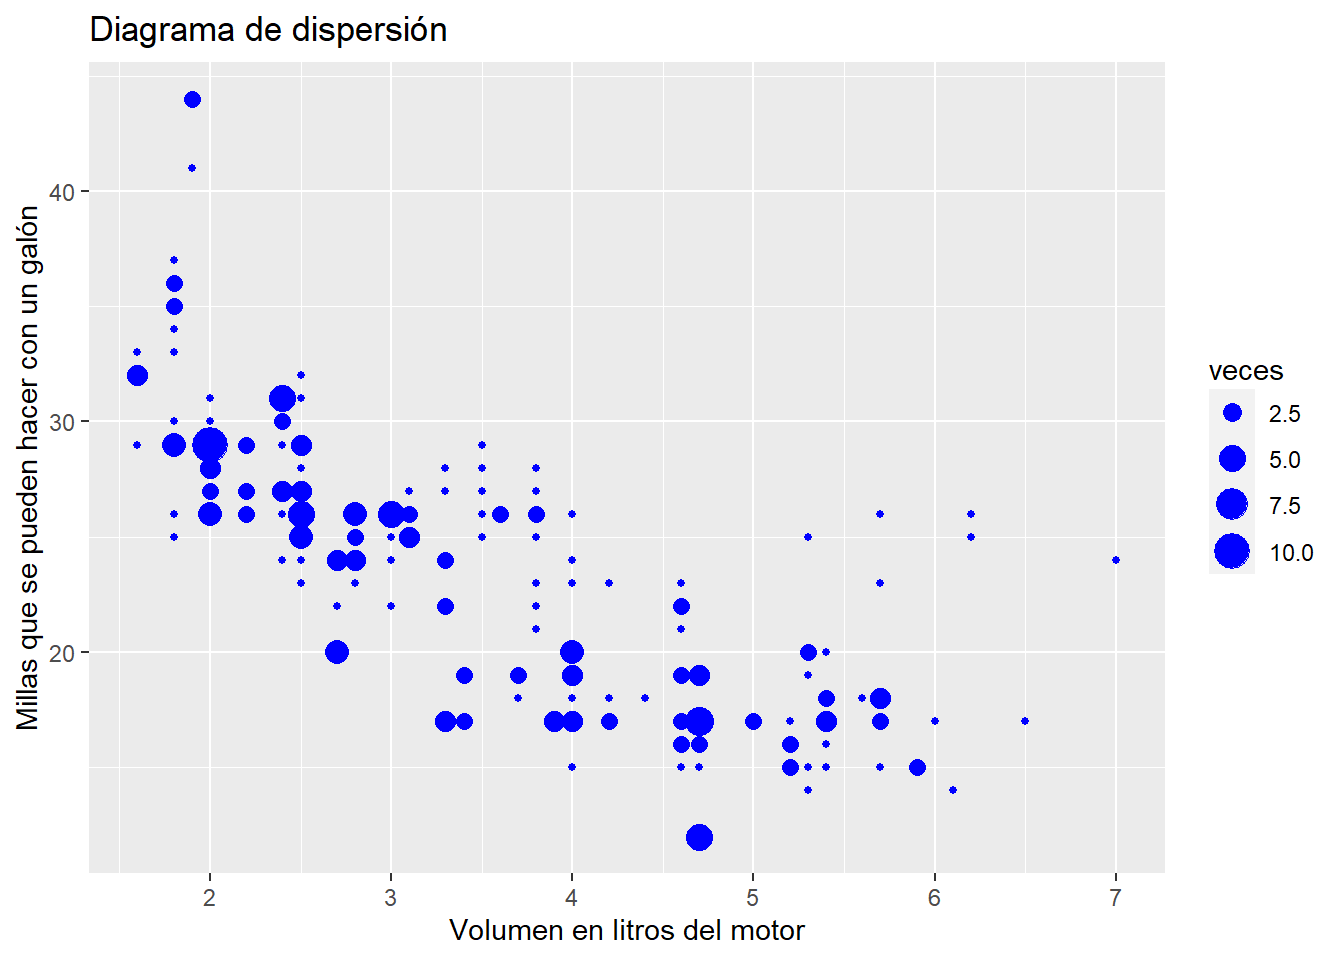 Diagrama de dispersión
Millas que se pueden hacer con un galón
40
30
20
2 3 4 5 6 7
Volumen en litros del motor
veces
2.5
5.0
7.5
10.0